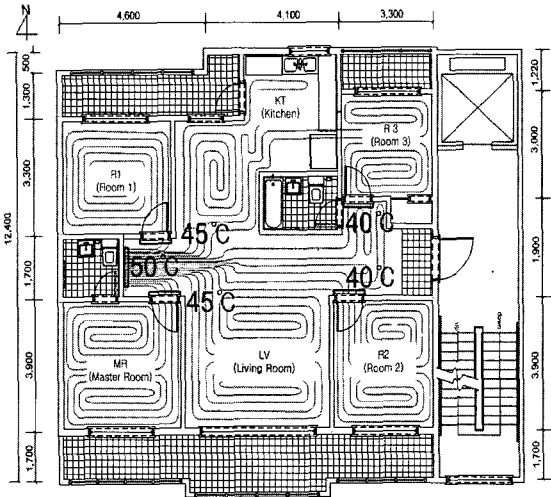 N
4,600
4,100
3,300
500
1,300
3,300
12,400
1,700
3,900
1,700
1,220
3,000
1,900
3,900
1,700
KT
(Kitchen)
R 3
(Room 3)
R1
(Room 1)
45℃
40℃
50℃
40℃
45℃
MR
(Master Room)
LV
(Living Room)
R2
(Room 2)